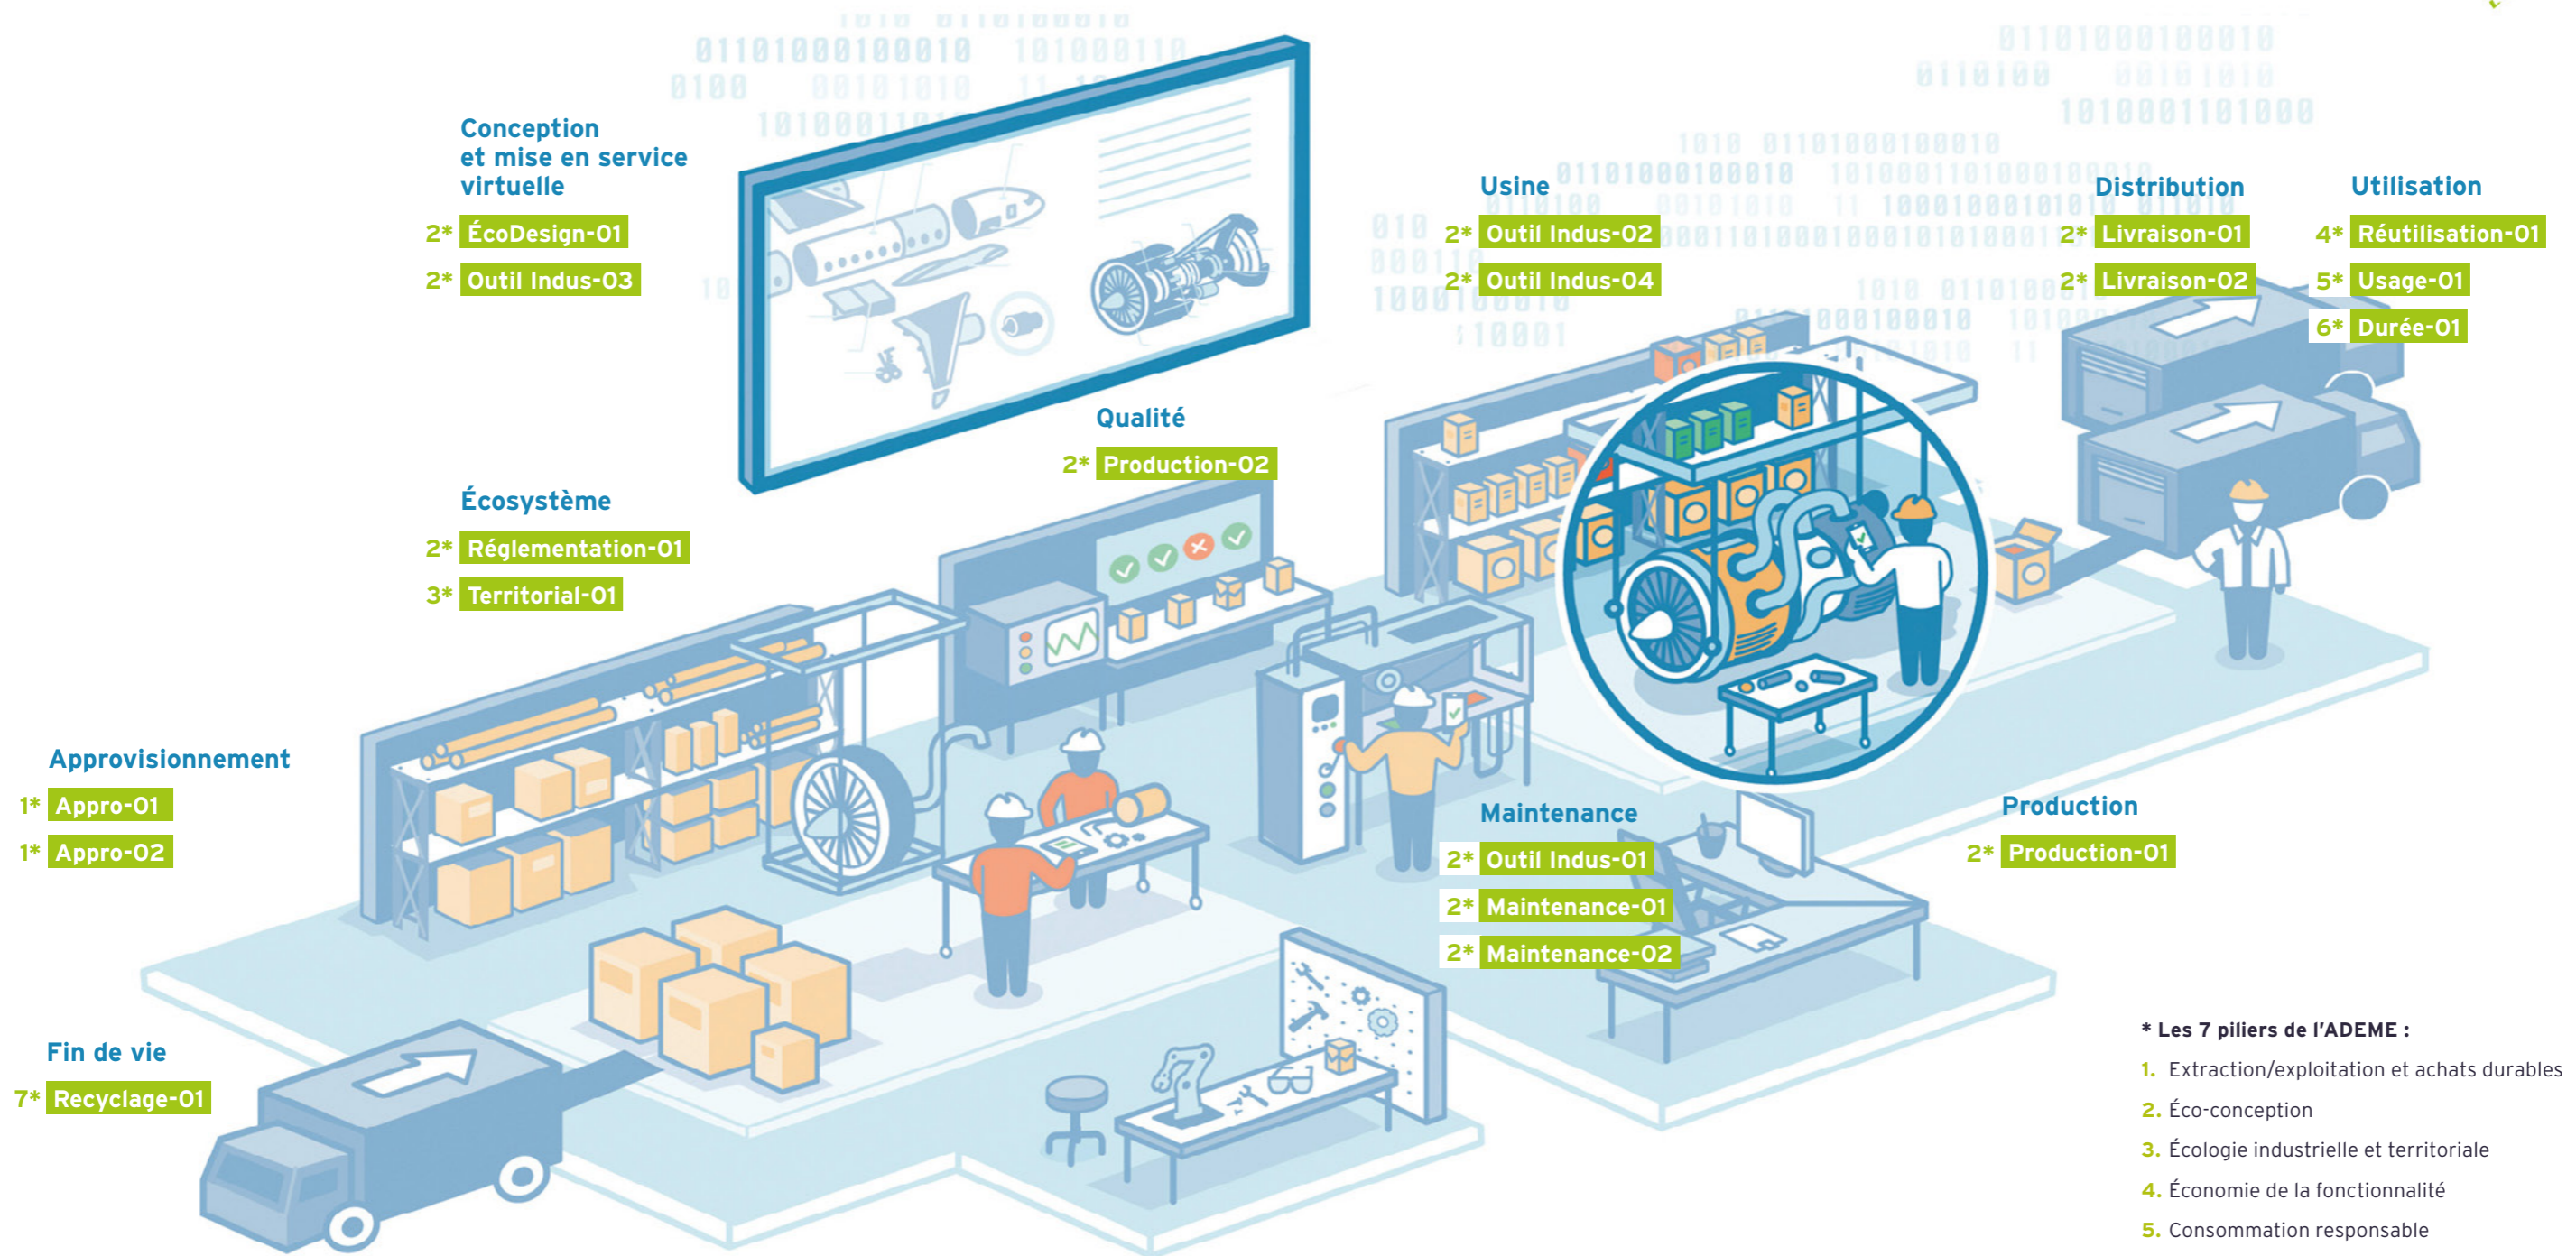 Conception
et mise en service
virtuelle
2* ÉcoDesign-01
2* Outil Indus-03
Usine
2* Outil Indus-02
2* Outil Indus-04
Distribution
2* Livraison-01
2* Livraison-02
Utilisation
4* Réutilisation-01
5* Usage-01
6* Durée-01
Qualité
2* Production-02
Écosystème
2* Réglementation-01
3* Territorial-01
Approvisionnement
1* Appro-01
1* Appro-02
Maintenance
2* Outil Indus-01
2* Maintenance-01
2* Maintenance-02
Production
2* Production-01
Fin de vie
7* Recyclage-01
* Les 7 piliers de l'ADEME :
1. Extraction/exploitation et achats durables
2. Éco-conception
3. Écologie industrielle et territoriale
4. Économie de la fonctionnalité
5. Consommation responsable